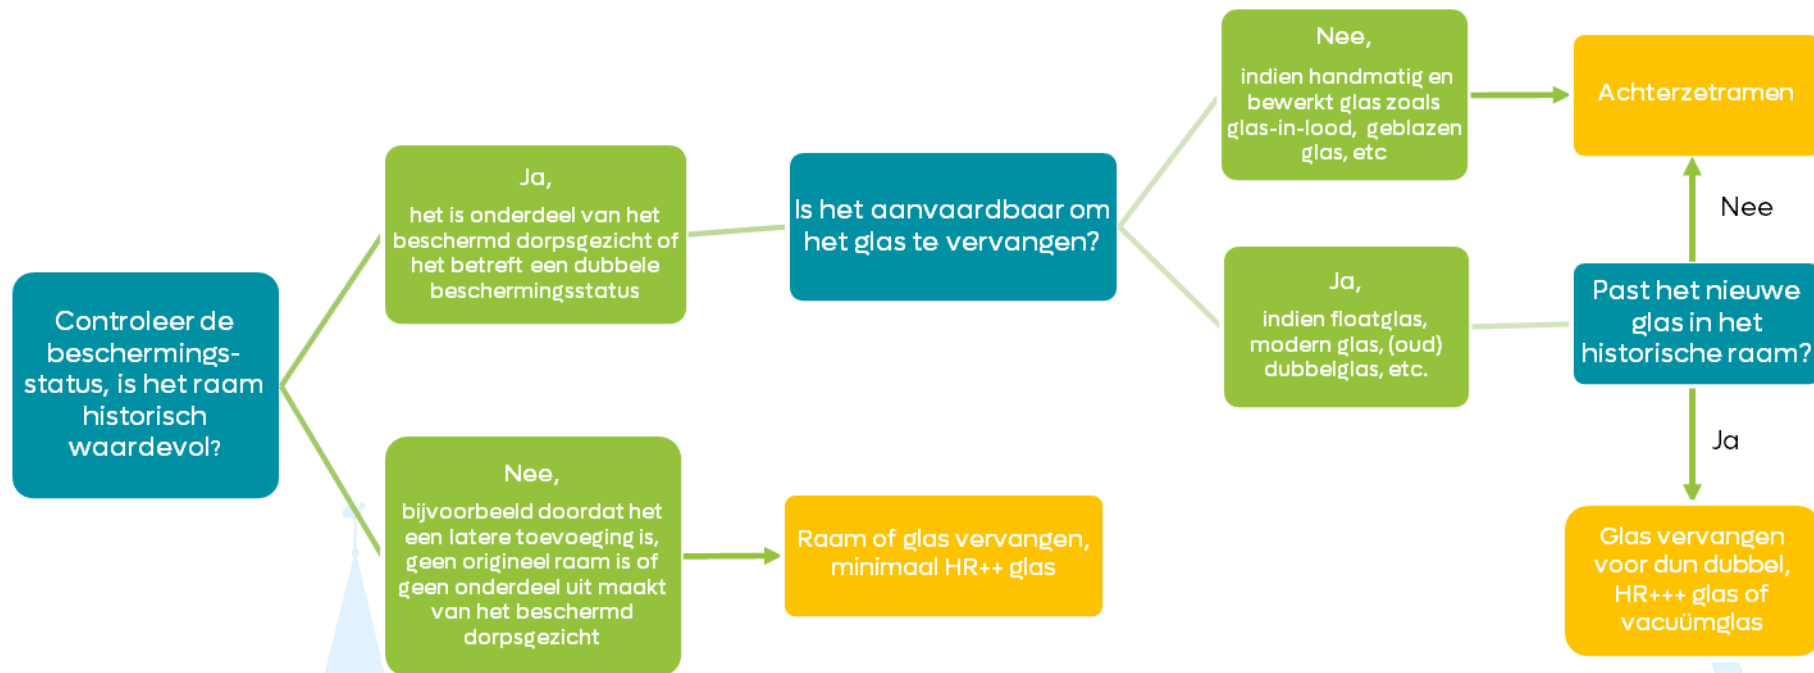 Controleer de
beschermings-
status, is het raam
historisch
waardevol?
Ja,
het is onderdeel van het
beschermd dorpsgezicht of
het betreft een dubbele
beschermingsstatus
Nee,
bijvoorbeeld doordat het
een latere toevoeging is,
geen origineel raam is of
geen onderdeel uit maakt
van het beschermd
dorpsgezicht
Is het aanvaardbaar om
het glas te vervangen?
Raam of glas vervangen,
minimaal HR++ glas
Nee,
indien handmatig en
bewerkt glas zoals
glas-in-lood, geblazen
glas, etc
Ja,
indien floatglas,
modern glas, (oud)
dubbelglas, etc.
Achterzetramen
Nee
Past het nieuwe
glas in het
historische raam?
Ja
Glas vervangen
voor dun dubbel,
HR+++ glas of
vacuümglas